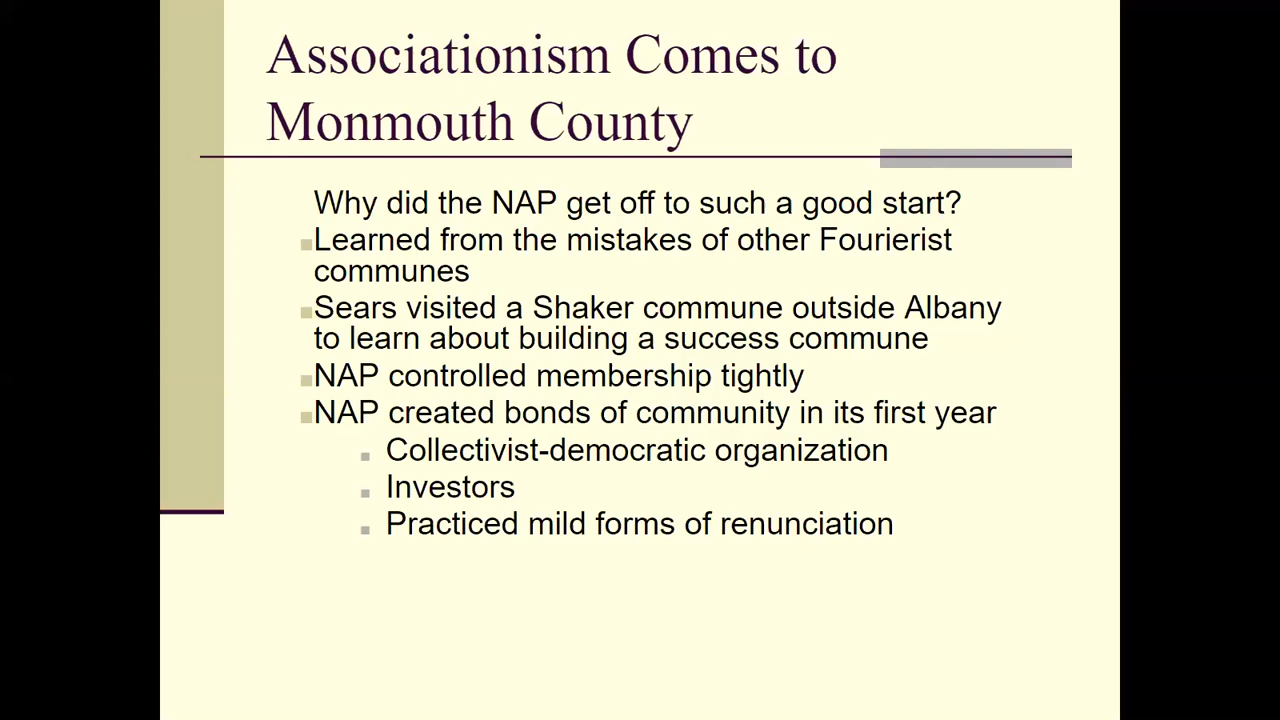 Associationism Comes to
Monmouth County
Why did the NAP get off to such a good start?
Learned from the mistakes of other Fourierist
communes
Sears visited a Shaker commune outside Albany
to learn about building a success commune
NAP controlled membership tightly
NAP created bonds of community in its first year
Collectivist-democratic organization
Investors
Practiced mild forms of renunciation